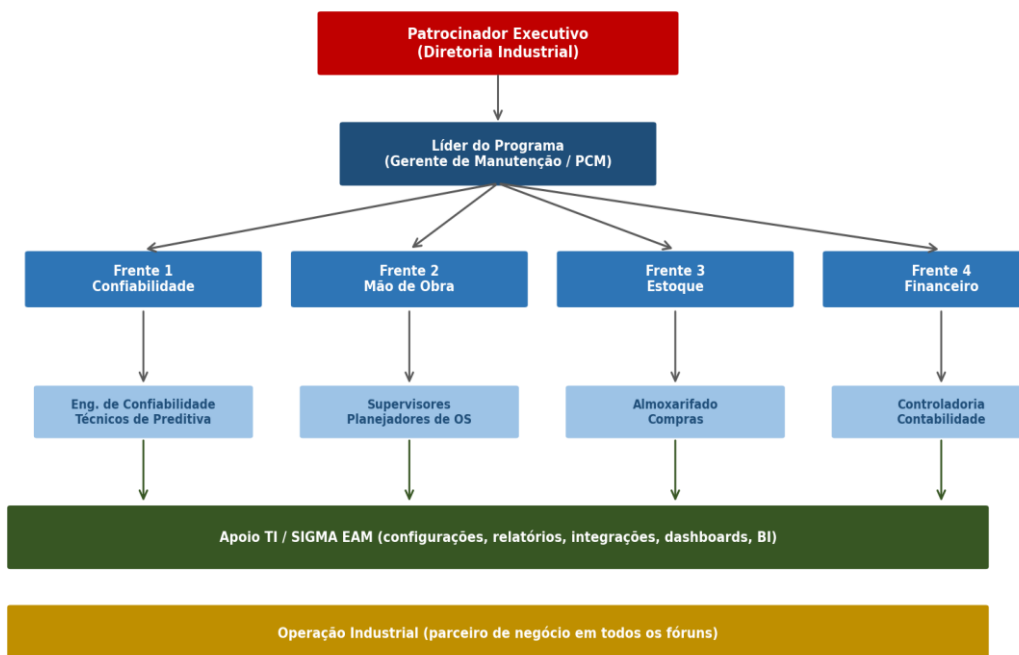 Patrocinador Executivo
(Diretoria Industrial)
Líder do Programa
(Gerente de Manutenção / PCM)
Frente 1
Confiabilidade
Frente 2
Mão de Obra
Frente 3
Estoque
Frente 4
Financeiro
Eng. de Confiabilidade
Técnicos de Preditiva
Supervisores
Planejadores de OS
Almoxarifado
Compras
Controladoria
Contabilidade
Apoio TI / SIGMA EAM (configurações, relatórios, integrações, dashboards, BI)
Operação Industrial (parceiro de negócio em todos os fóruns)